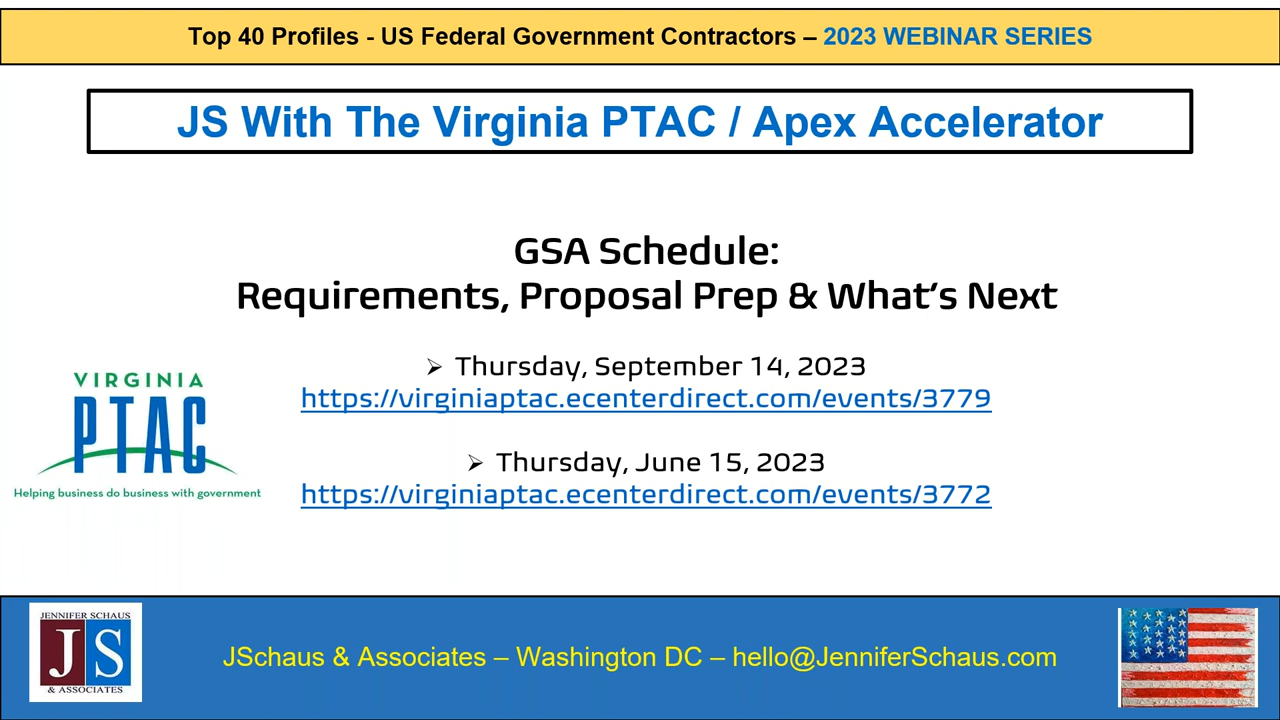 Top 40 Profiles - US Federal Government Contractors – 2023 WEBINAR SERIES
JS With The Virginia PTAC / Apex Accelerator
GSA Schedule:
Requirements, Proposal Prep & What's Next
➢ Thursday, September 14, 2023
https://virginiaptac.ecenterdirect.com/events/3779
➢ Thursday, June 15, 2023
https://virginiaptac.ecenterdirect.com/events/3772
VIRGINIA
PTAC
Helping business do business with government
JENNIFER SCHAUS
JS
& ASSOCIATES
JSchaus & Associates – Washington DC – hello@JenniferSchaus.com